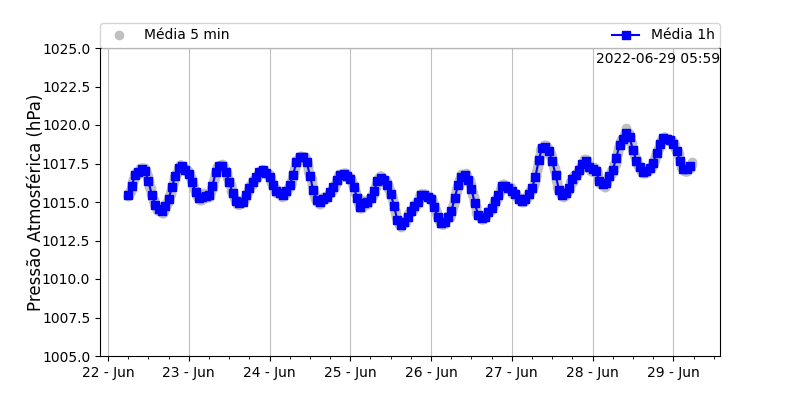 Média 5 min
Média 1h
2022-06-29 05:59
Pressão Atmosférica (hPa)
1025.0
1022.5
1020.0
1017.5
1015.0
1012.5
1010.0
1007.5
1005.0
22 - Jun
23 - Jun
24 - Jun
25 - Jun
26 - Jun
27 - Jun
28 - Jun
29 - Jun